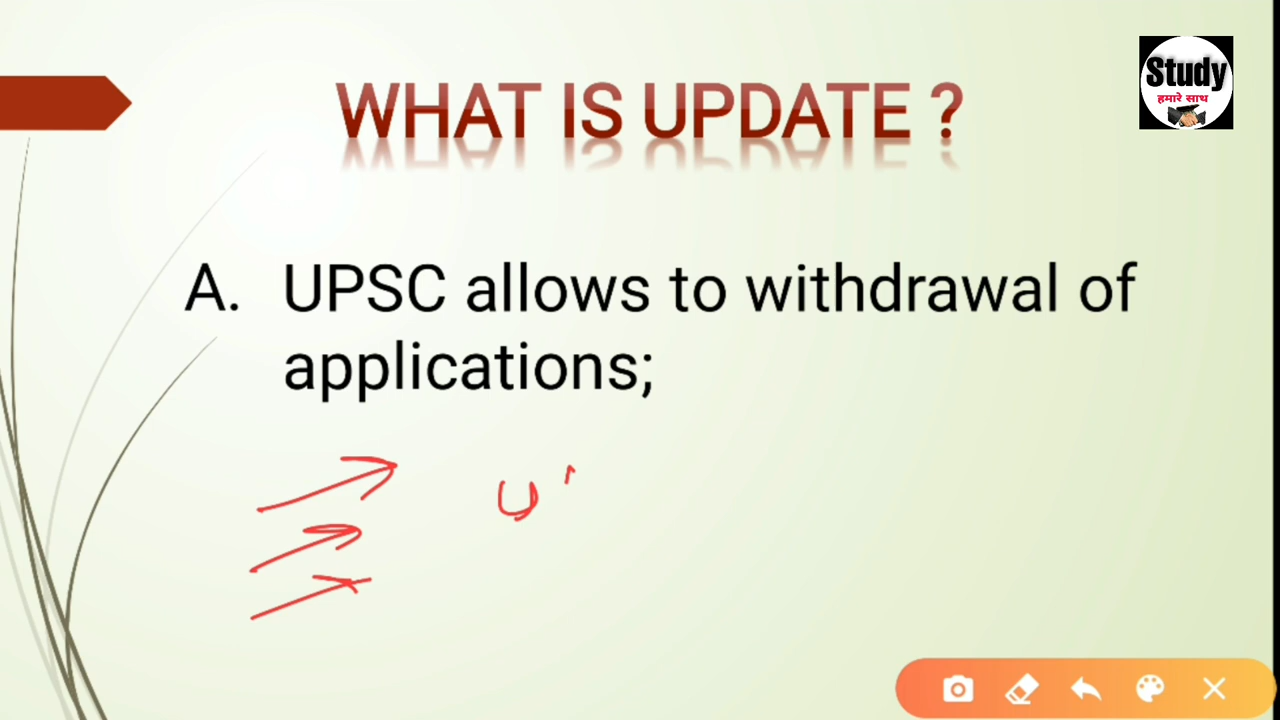 WHAT IS UPDATE ?
Study
हमारे साथ
A. UPSC allows to withdrawal of
applications;
U